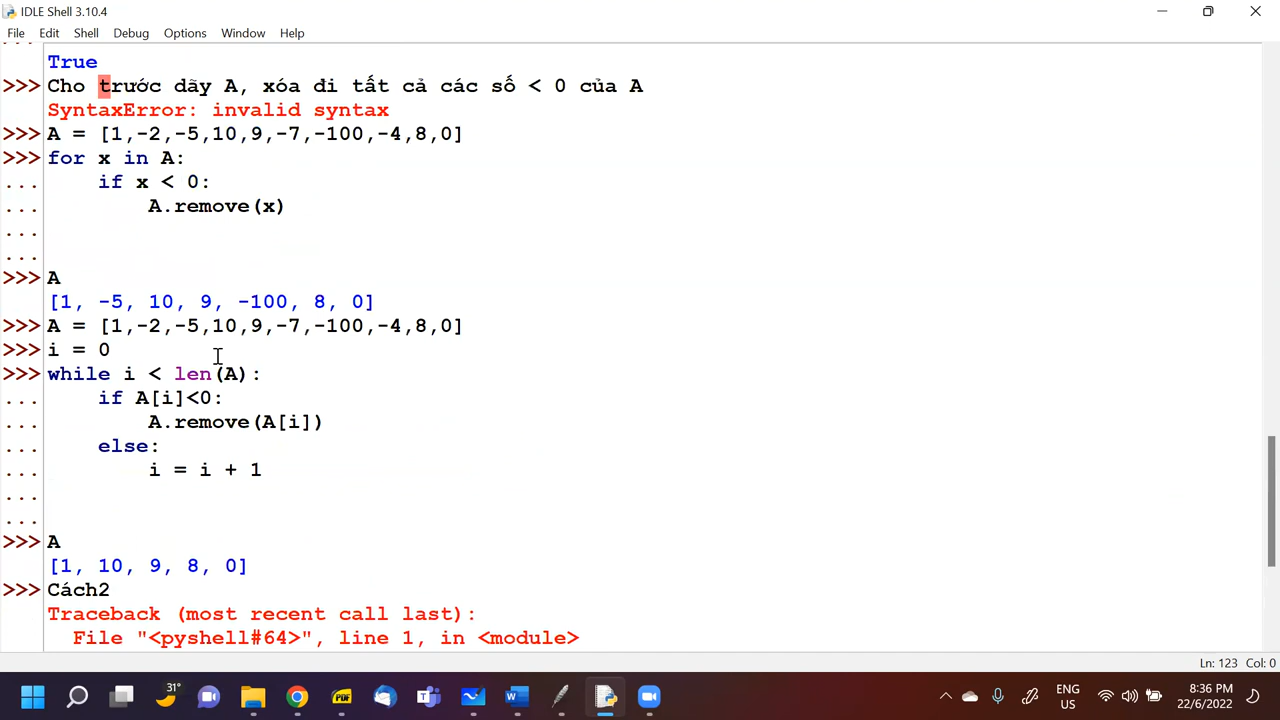 IDLE Shell 3.10.4
File Edit Shell Debug Options Window Help
True
>>> Cho trước dãy A, xóa đi tất cả các số < 0 của A
SyntaxError: invalid syntax
>>> A = [1,-2,-5,10,9,-7,-100,-4,8,0]
>>> for x in A:
...     if x < 0:
...         A.remove(x)
...
...
>>> A
[1, -5, 10, 9, -100, 8, 0]
>>> A = [1,-2,-5,10,9,-7,-100,-4,8,0]
>>> i = 0
>>> while i < len(A):
...     if A[i]<0:
...         A.remove(A[i])
...     else:
...         i = i + 1
...
...
>>> A
[1, 10, 9, 8, 0]
>>> Cách2
Traceback (most recent call last):
  File "<pyshell#64>", line 1, in <module>
Ln: 123 Col: 0
31°
PDF
ENG
US
8:36 PM
22/6/2022